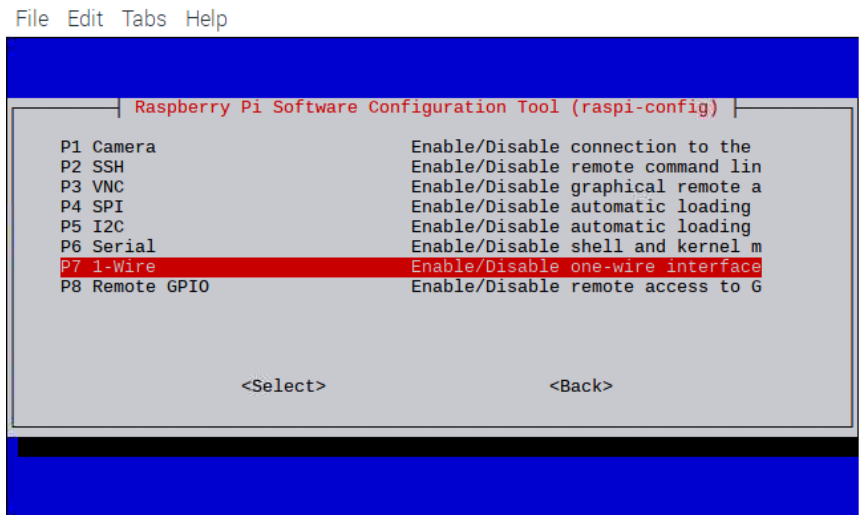 File Edit Tabs Help
Raspberry Pi Software Configuration Tool (raspi-config)
P1 Camera Enable/Disable connection to the
P2 SSH Enable/Disable remote command lin
P3 VNC Enable/Disable graphical remote a
P4 SPI Enable/Disable automatic loading
P5 I2C Enable/Disable automatic loading
P6 Serial Enable/Disable shell and kernel m
P7 1-Wire Enable/Disable one-wire interface
P8 Remote GPIO Enable/Disable remote access to G
<Select> <Back>